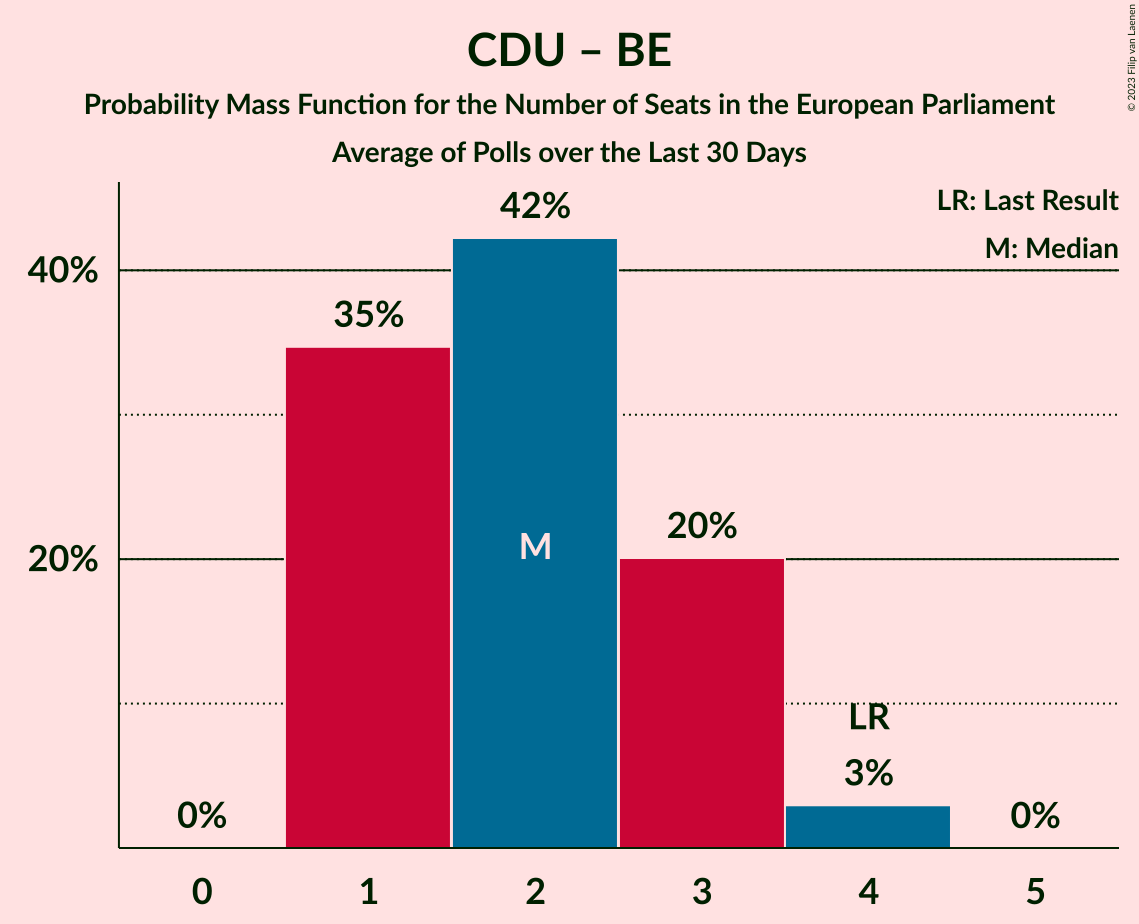 CDU – BE
Probability Mass Function for the Number of Seats in the European Parliament
Average of Polls over the Last 30 Days
© 2023 Filip van Laenen
LR: Last Result
M: Median
42%
40%
35%
20%
M
20%
LR
3%
0%
0%
0 1 2 3 4 5